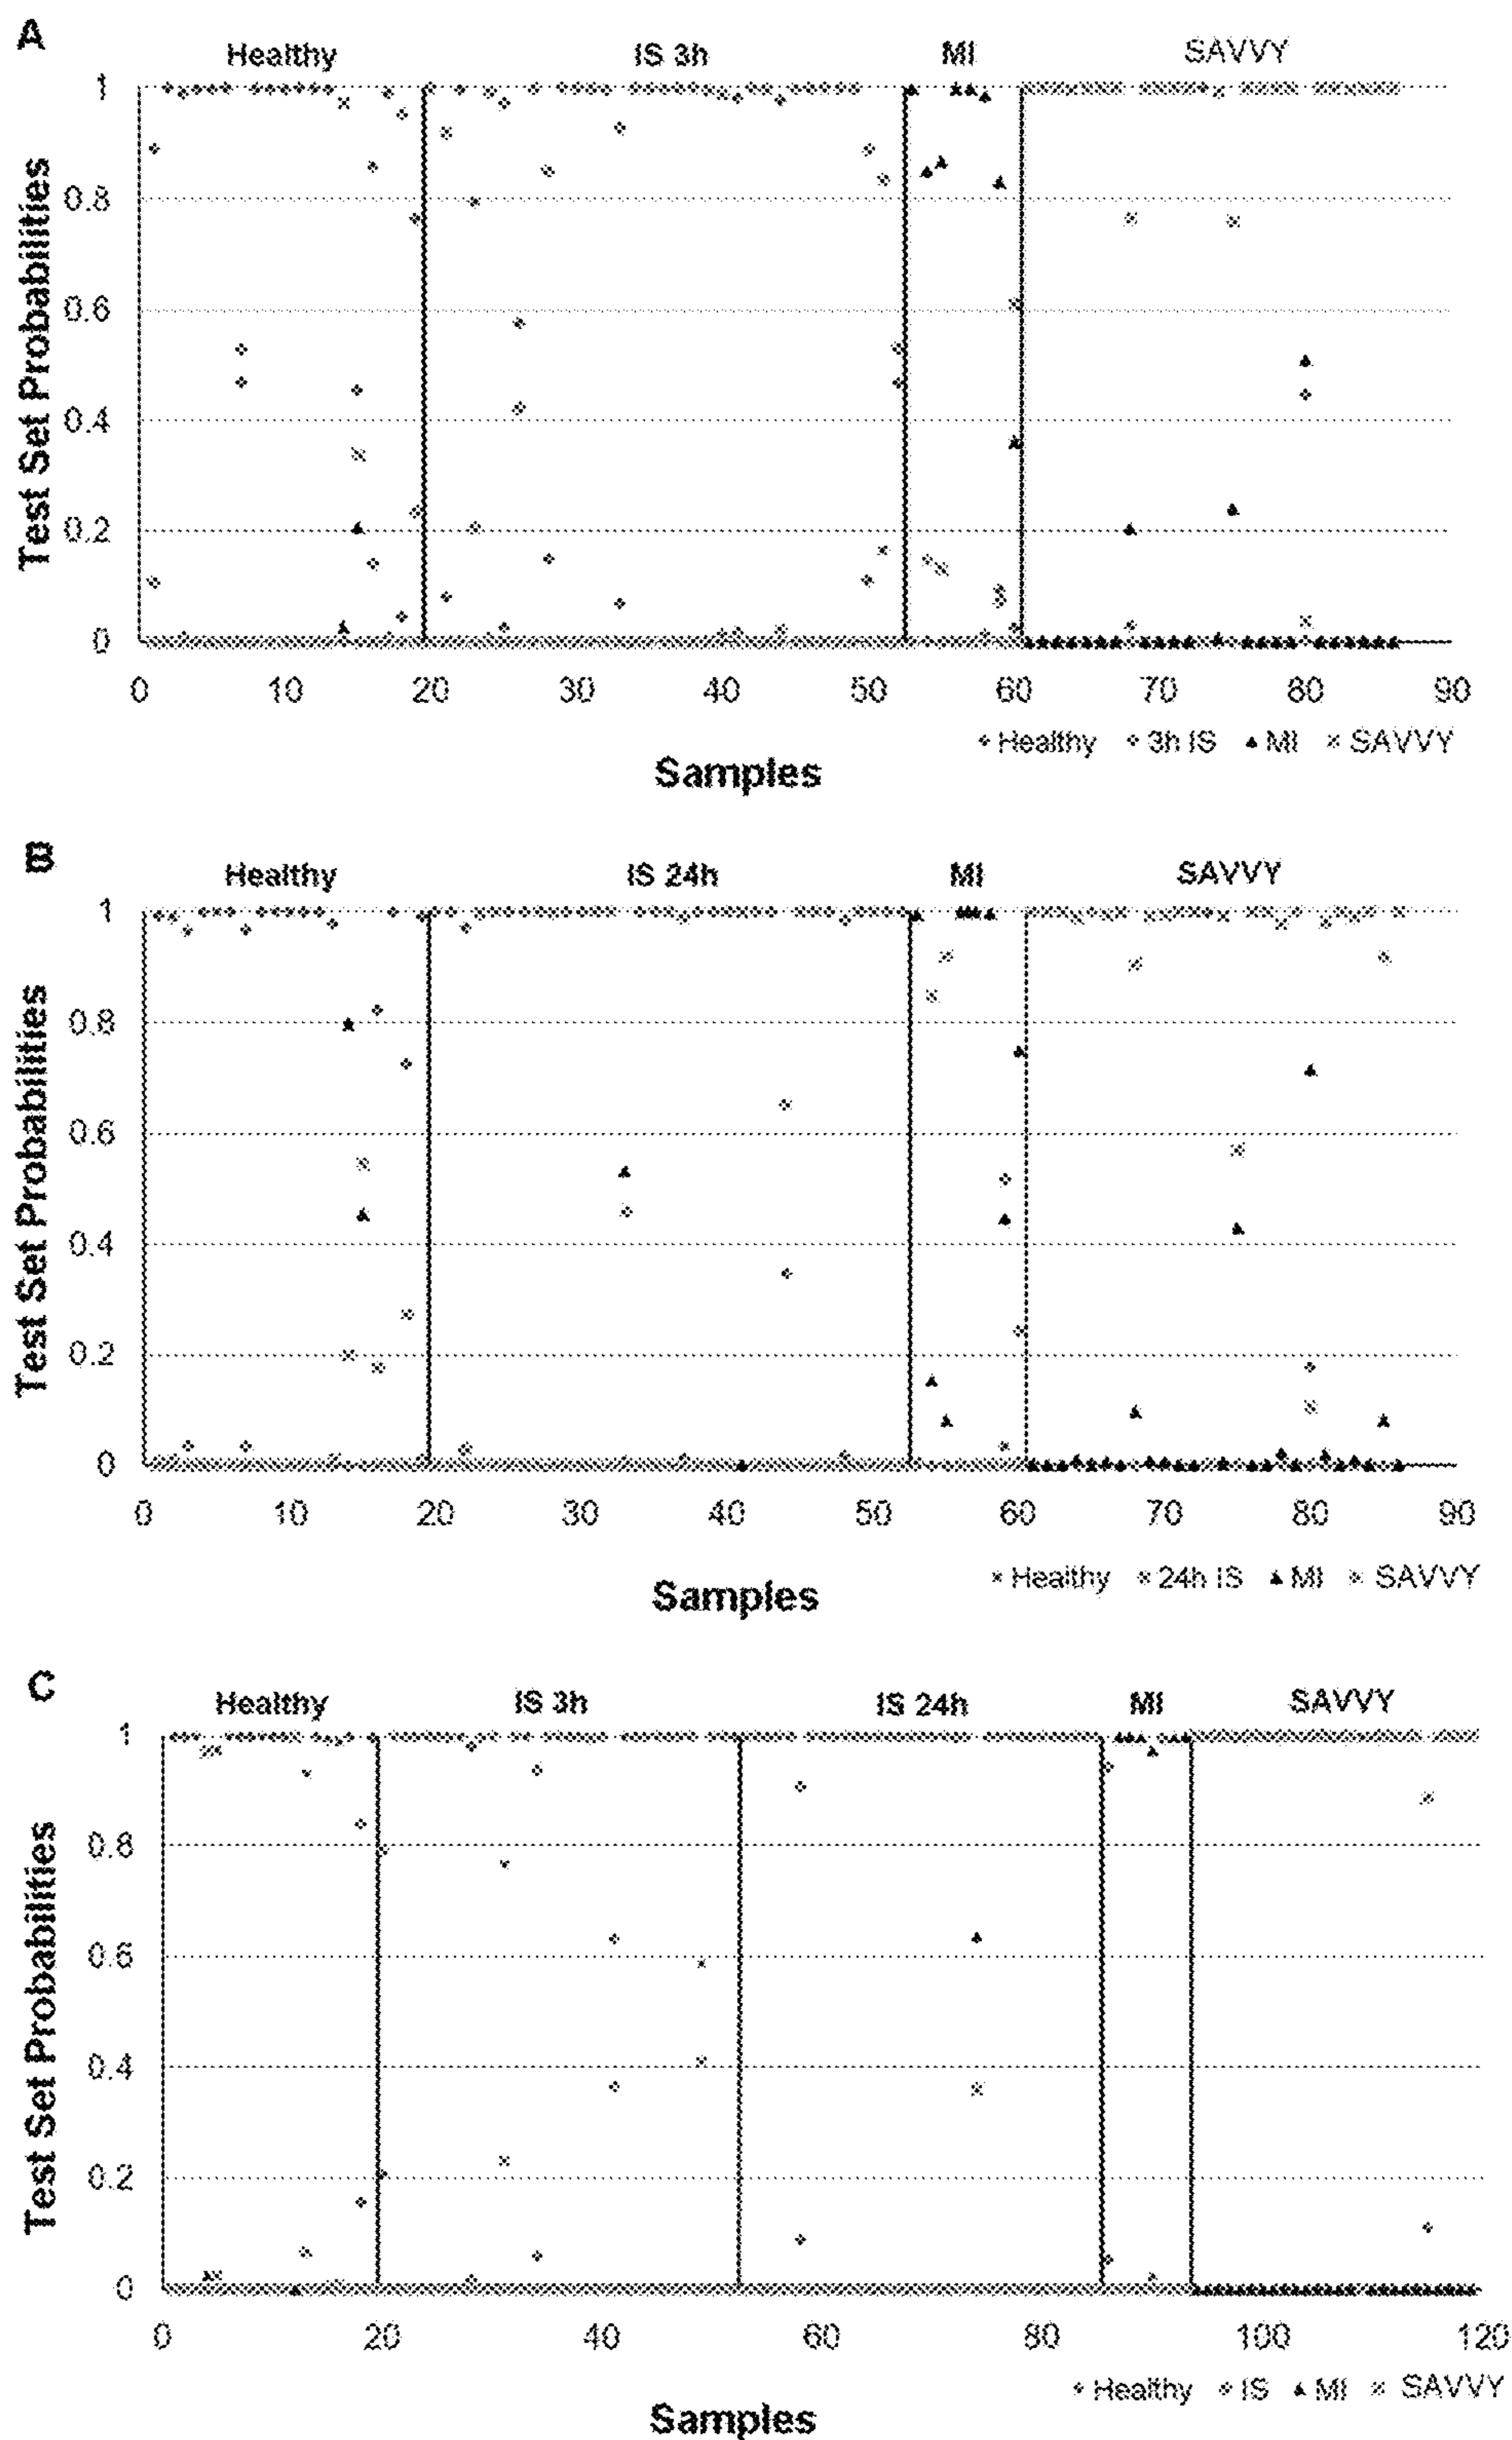 A
Healthy IS 3h MI SAVVY
1
0.8
0.6
0.4
0.2
0
Test Set Probabilities
0 10 20 30 40 50 60 70 80 90
Healthy 3h IS MI SAVVY
Samples
B
Healthy IS 24h MI SAVVY
1
0.8
0.6
0.4
0.2
0
Test Set Probabilities
0 10 20 30 40 50 60 70 80 90
Healthy 24h IS MI SAVVY
Samples
C
Healthy IS 3h IS 24h MI SAVVY
1
0.8
0.6
0.4
0.2
0
Test Set Probabilities
0 20 40 60 80 100 120
Healthy IS MI SAVVY
Samples